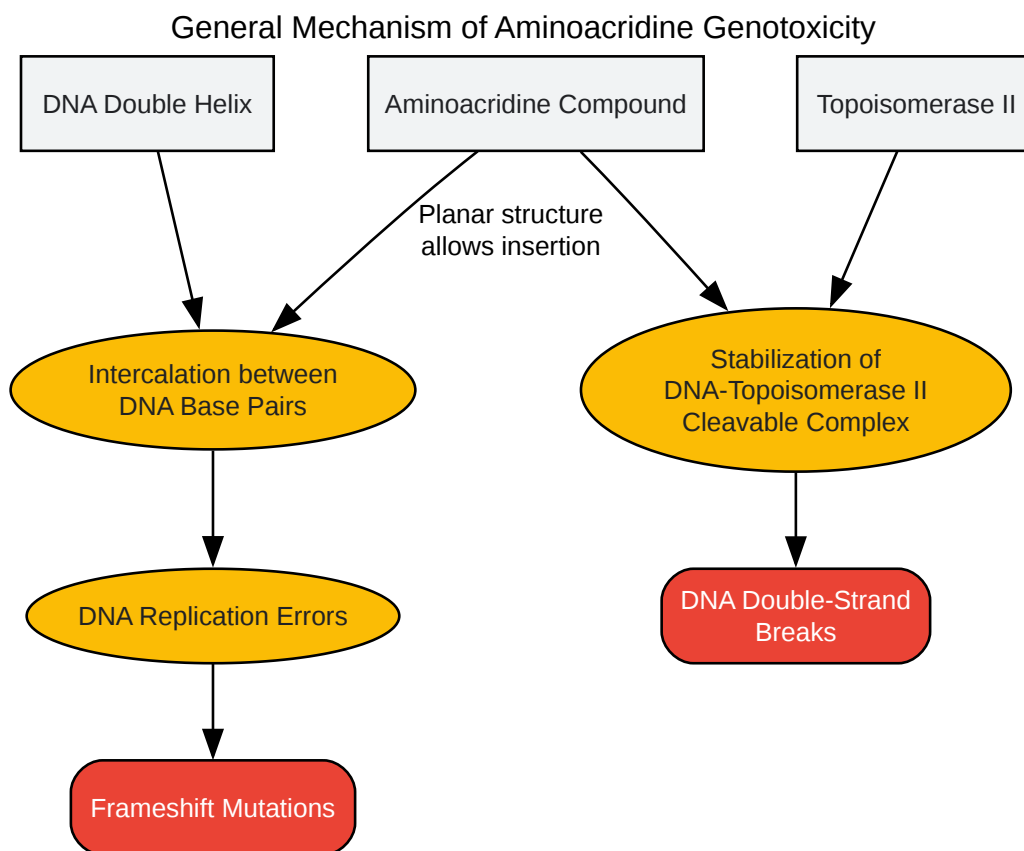 General Mechanism of Aminoacridine Genotoxicity
DNA Double Helix
Aminoacridine Compound
Topoisomerase II
Planar structure
allows insertion
Intercalation between
DNA Base Pairs
Stabilization of
DNA-Topoisomerase II
Cleavable Complex
DNA Replication Errors
DNA Double-Strand
Breaks
Frameshift Mutations